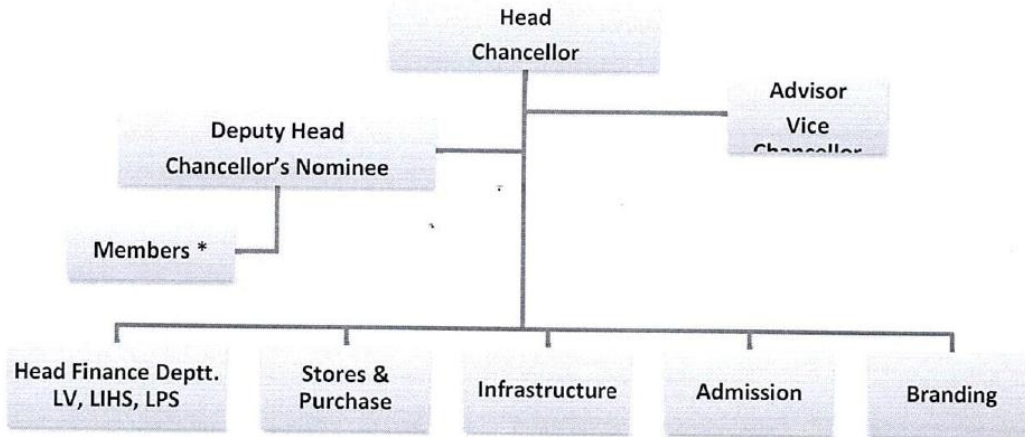 Head
Chancellor
Advisor
Vice
Chancellor
Deputy Head
Chancellor's Nominee
Members *
Head Finance Deptt.
LV, LIHS, LPS
Stores &
Purchase
Infrastructure
Admission
Branding